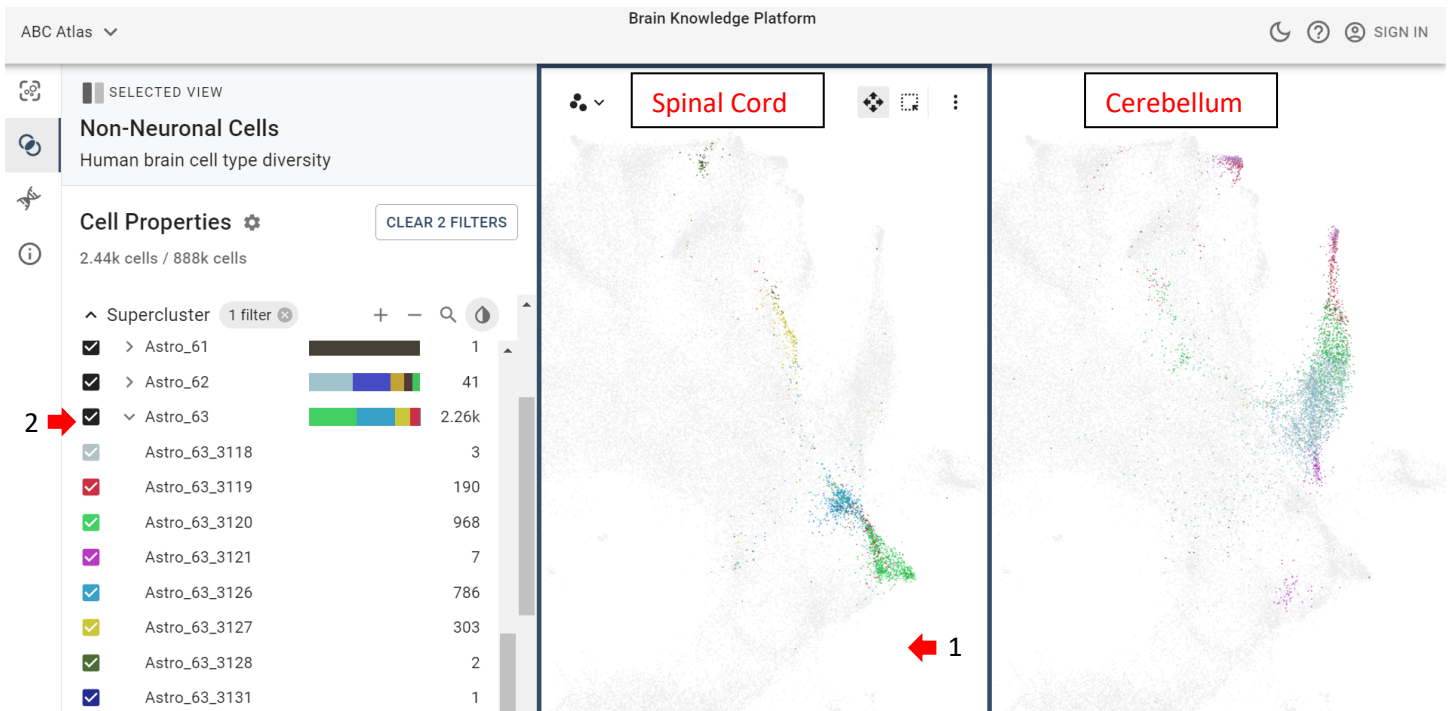 Brain Knowledge Platform
ABC Atlas
SIGN IN
SELECTED VIEW
Non-Neuronal Cells
Human brain cell type diversity
Cell Properties
CLEAR 2 FILTERS
2.44k cells / 888k cells
Supercluster 1 filter
Astro_61 1
Astro_62 41
2
Astro_63 2.26k
Astro_63_3118 3
Astro_63_3119 190
Astro_63_3120 968
Astro_63_3121 7
Astro_63_3126 786
Astro_63_3127 303
Astro_63_3128 2
Astro_63_3131 1
Spinal Cord
1
Cerebellum